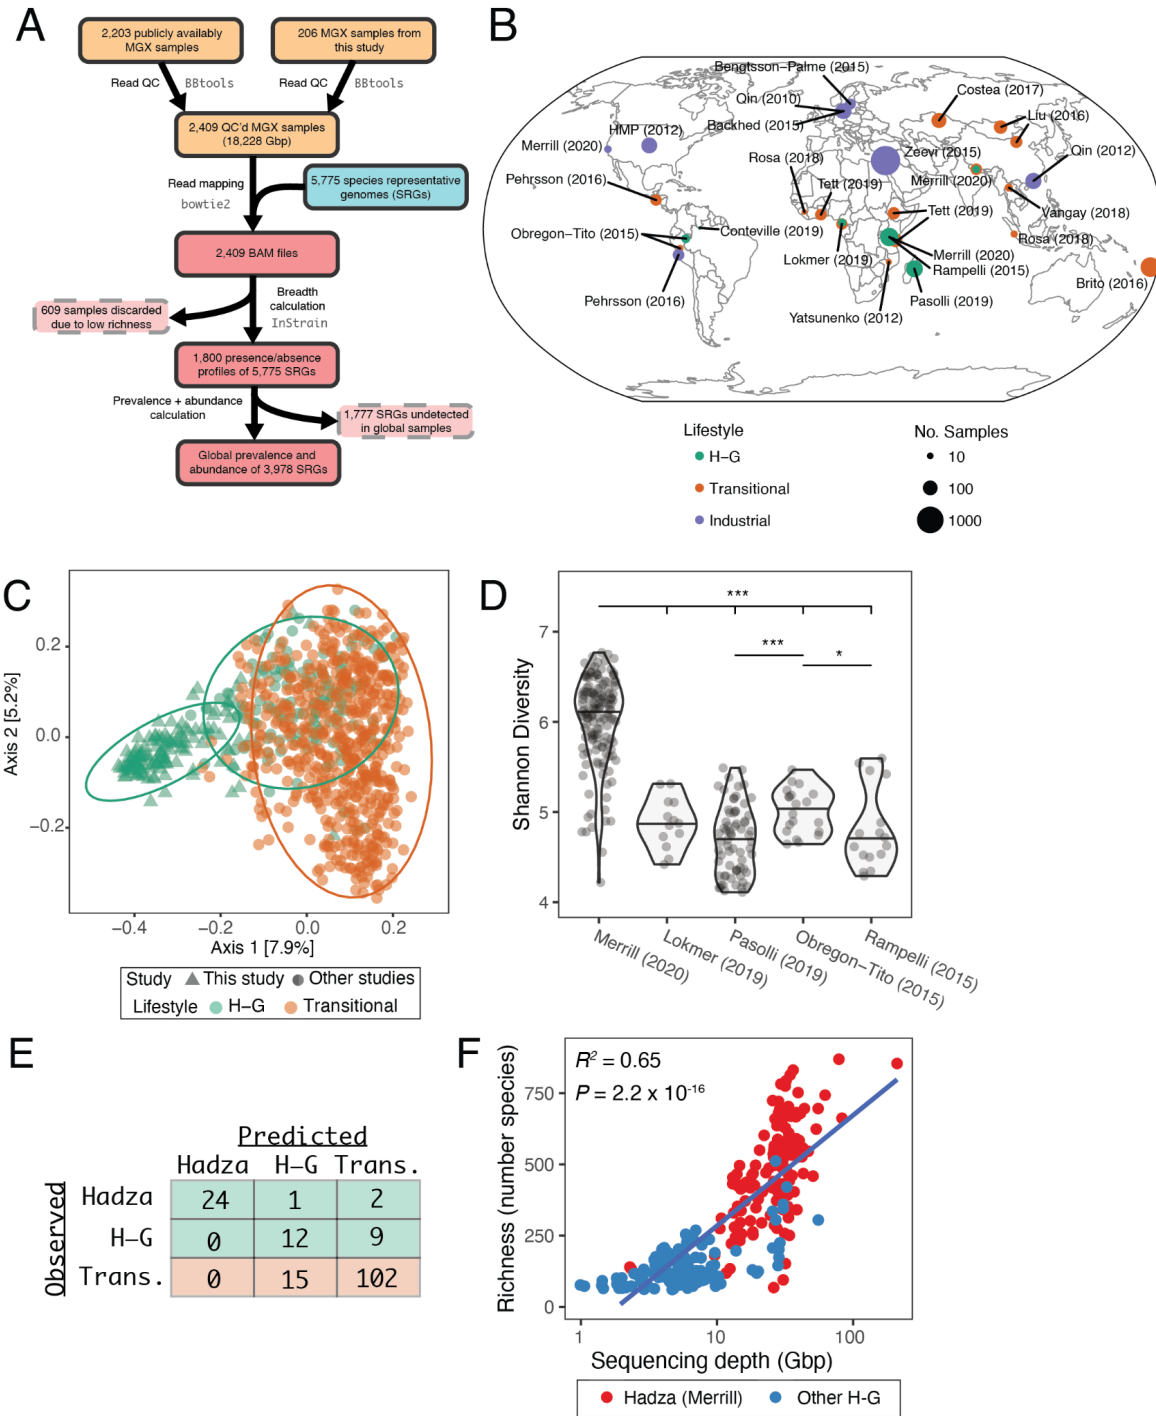 A
2,203 publicly availably
MGX samples
206 MGX samples from
this study
Read QC
BBtools
Read QC
BBtools
2,409 QC'd MGX samples
(18,228 Gbp)
Read mapping
bowtie2
5,775 species representative
genomes (SRGs)
2,409 BAM files
609 samples discarded
due to low richness
Breadth
calculation
InStrain
1,800 presence/absence
profiles of 5,775 SRGs
Prevalence + abundance
calculation
1,777 SRGs undetected
in global samples
Global prevalence and
abundance of 3,978 SRGs
B
Bengtsson–Palme (2015)
Qin (2010)
Backhed (2015)
Costea (2017)
Liu (2016)
HMP (2012)
Merrill (2020)
Rosa (2018)
Zeevi (2015)
Qin (2012)
Merrill (2020)
Pehrsson (2016)
Tett (2019)
Tett (2019)
Vangay (2018)
Obregon–Tito (2015)
Conteville (2019)
Rosa (2018)
Lokmer (2019)
Merrill (2020)
Rampelli (2015)
Brito (2016)
Pehrsson (2016)
Pasolli (2019)
Yatsunenko (2012)
Lifestyle
H–G
Transitional
Industrial
No. Samples
10
100
1000
C
Axis 2 [5.2%]
0.2
0.0
−0.2
−0.4
−0.2
0.0
0.2
Axis 1 [7.9%]
Study
This study
Other studies
Lifestyle
H–G
Transitional
D
Shannon Diversity
7
6
5
4
***
***
*
Merrill (2020)
Lokmer (2019)
Pasolli (2019)
Obregon–Tito (2015)
Rampelli (2015)
E
Predicted
Hadza H–G Trans.
Observed
Hadza 24 1 2
H–G 0 12 9
Trans. 0 15 102
F
Richness (number species)
R² = 0.65
P = 2.2 x 10⁻¹⁶
750
500
250
0
1
10
100
Sequencing depth (Gbp)
Hadza (Merrill)
Other H-G